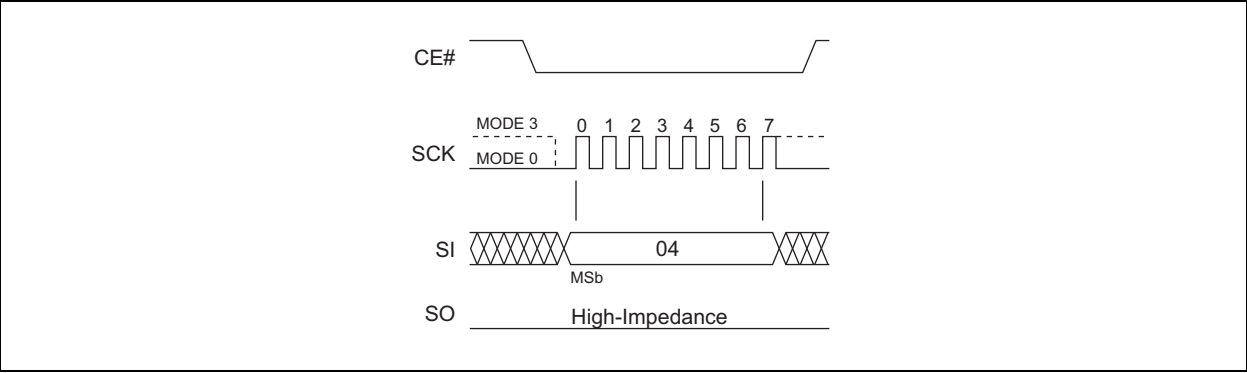 CE#
MODE 3
0 1 2 3 4 5 6 7
SCK
MODE 0
SI
04
MSb
SO
High-Impedance